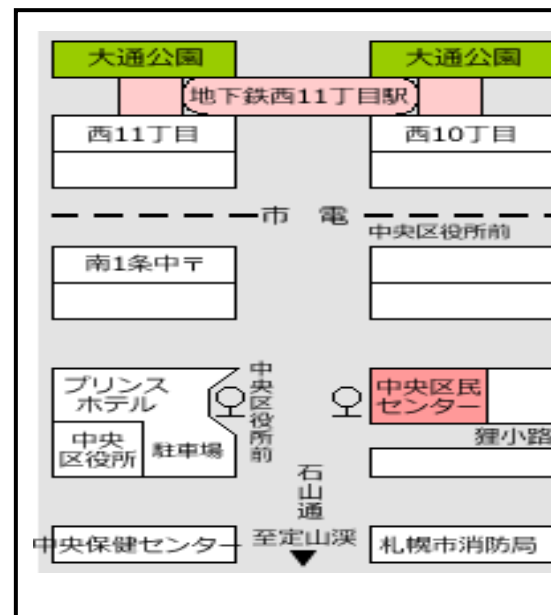 大通公園
大通公園
地下鉄西11丁目駅
西11丁目
西10丁目
市 電
中央区役所前
南1条中〒
プリンス
ホテル
中央区役所前
中央区民
センター
中央
区役所
駐車場
狸小路
石山通
中央保健センター
至定山渓
札幌市消防局